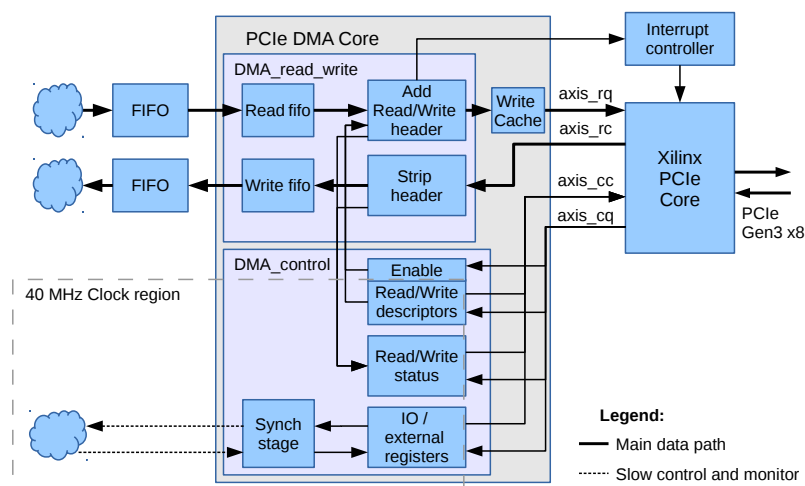 PCIe DMA Core
Interrupt
controller
DMA_read_write
FIFO
Read fifo
Add
Read/Write
header
Write
Cache
axis_rq
axis_rc
Xilinx
PCIe
Core
FIFO
Write fifo
Strip
header
axis_cc
axis_cq
PCIe
Gen3 x8
DMA_control
Enable
40 MHz Clock region
Read/Write
descriptors
Read/Write
status
Synch
stage
IO /
external
registers
Legend:
Main data path
Slow control and monitor